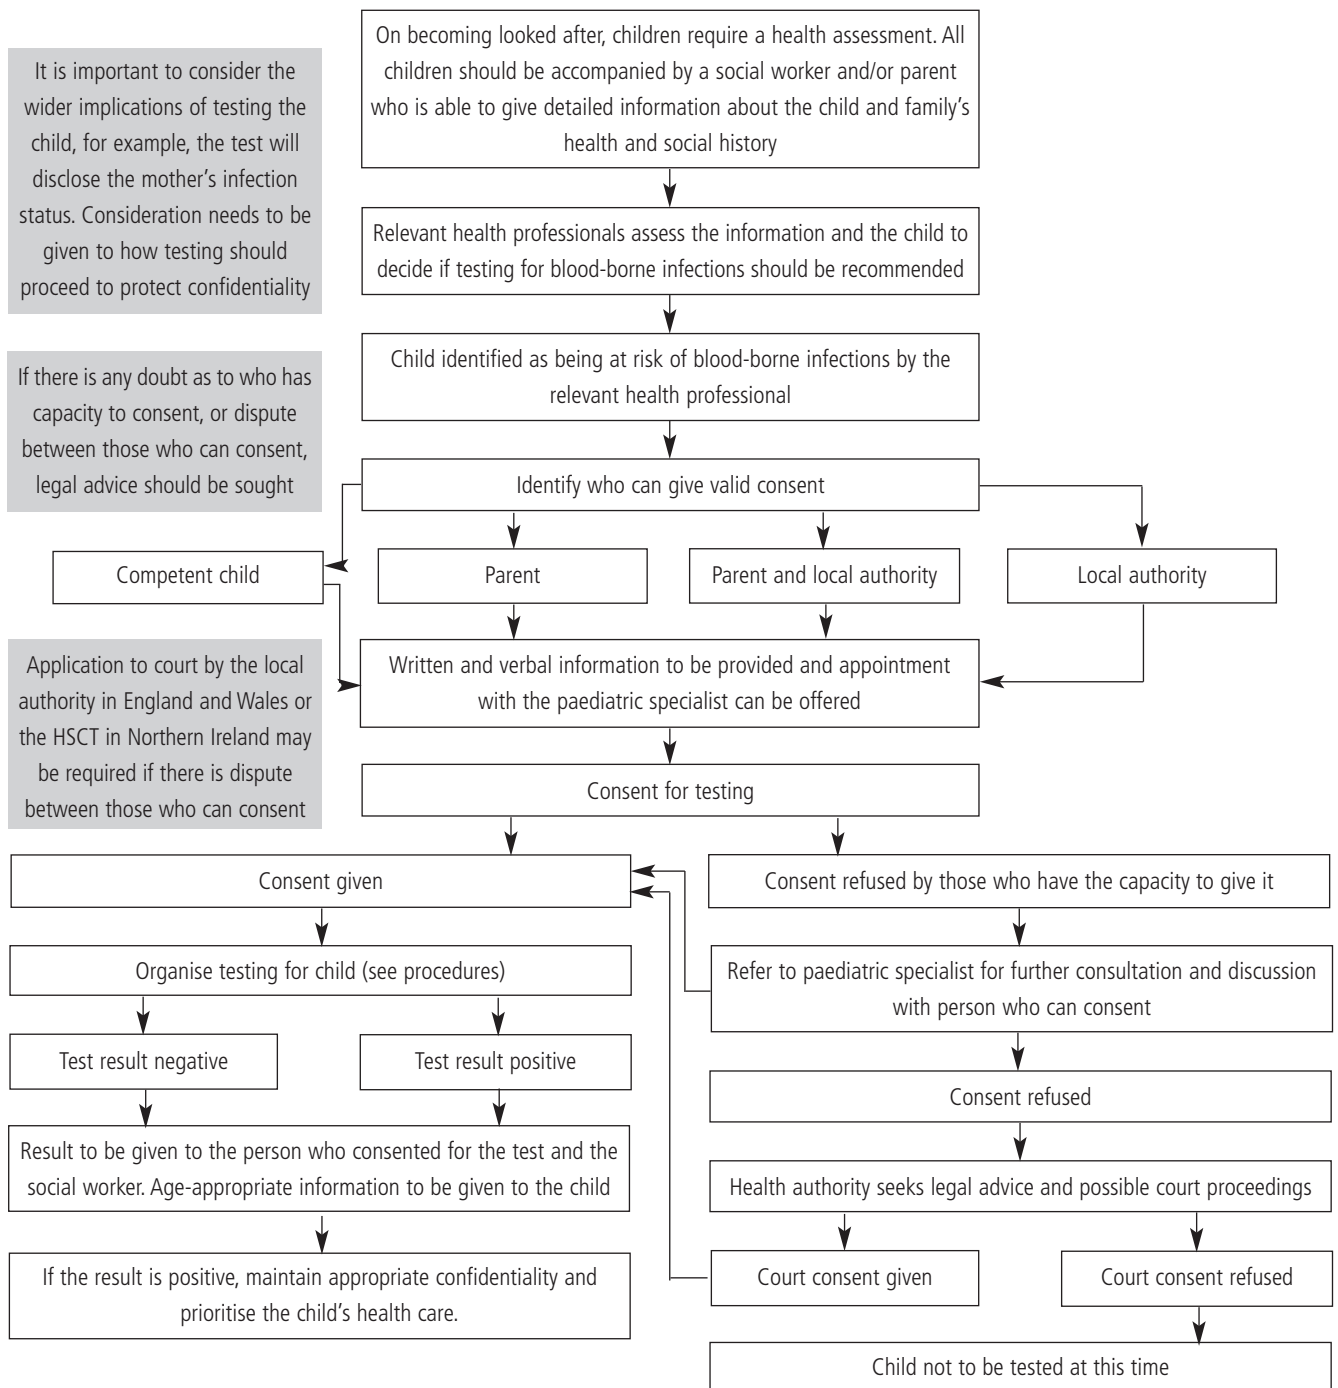 On becoming looked after, children require a health assessment. All
children should be accompanied by a social worker and/or parent
who is able to give detailed information about the child and family’s
health and social history
It is important to consider the
wider implications of testing the
child, for example, the test will
disclose the mother’s infection
status. Consideration needs to be
given to how testing should
proceed to protect confidentiality
Relevant health professionals assess the information and the child to
decide if testing for blood-borne infections should be recommended
Child identified as being at risk of blood-borne infections by the
relevant health professional
If there is any doubt as to who has
capacity to consent, or dispute
between those who can consent,
legal advice should be sought
Identify who can give valid consent
Competent child
Parent
Parent and local authority
Local authority
Application to court by the local
authority in England and Wales or
the HSCT in Northern Ireland may
be required if there is dispute
between those who can consent
Written and verbal information to be provided and appointment
with the paediatric specialist can be offered
Consent for testing
Consent given
Consent refused by those who have the capacity to give it
Organise testing for child (see procedures)
Refer to paediatric specialist for further consultation and discussion
with person who can consent
Test result negative
Test result positive
Consent refused
Result to be given to the person who consented for the test and the
social worker. Age-appropriate information to be given to the child
Health authority seeks legal advice and possible court proceedings
If the result is positive, maintain appropriate confidentiality and
prioritise the child’s health care.
Court consent given
Court consent refused
Child not to be tested at this time